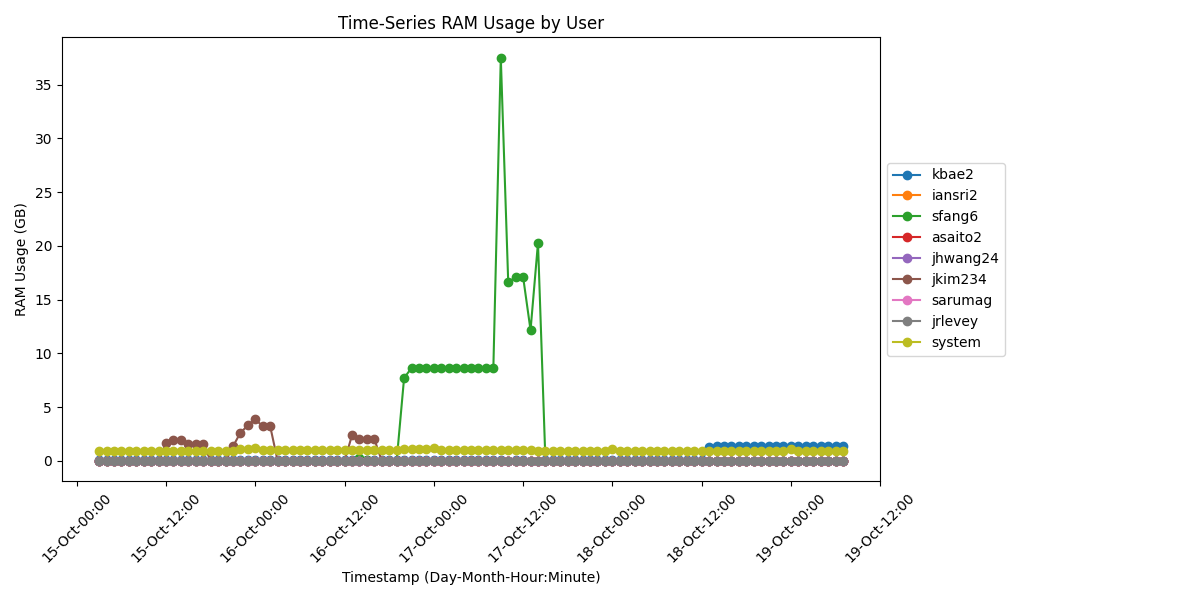 Time-Series RAM Usage by User
RAM Usage (GB)
35
30
25
20
15
10
5
0
15-Oct-00:00
15-Oct-12:00
16-Oct-00:00
16-Oct-12:00
17-Oct-00:00
17-Oct-12:00
18-Oct-00:00
18-Oct-12:00
19-Oct-00:00
19-Oct-12:00
Timestamp (Day-Month-Hour:Minute)
kbae2
iansri2
sfang6
asaito2
jhwang24
jkim234
sarumag
jrlevey
system